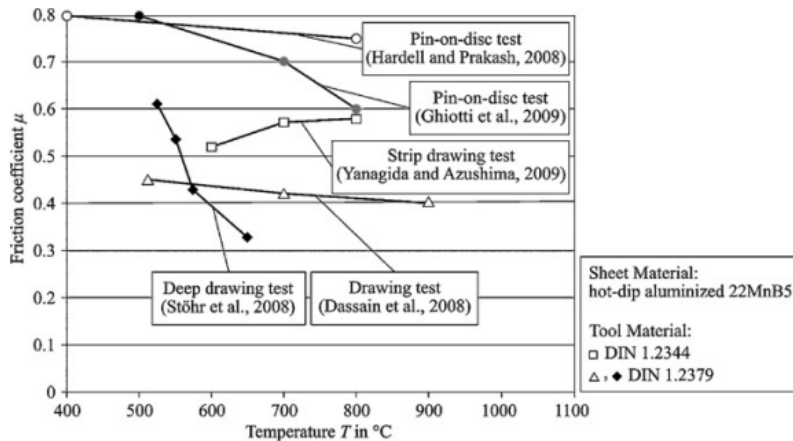 0.8
0.7
0.6
0.5
0.4
0.3
0.2
0.1
0
Friction coefficient μ
Pin-on-disc test
(Hardell and Prakash, 2008)
Pin-on-disc test
(Ghiotti et al., 2009)
Strip drawing test
(Yanagida and Azushima, 2009)
Deep drawing test
(Stöhr et al., 2008)
Drawing test
(Dassain et al., 2008)
400 500 600 700 800 900 1000 1100
Temperature T in °C
Sheet Material:
hot-dip aluminized 22MnB5
Tool Material:
□ DIN 1.2344
△ , ◆ DIN 1.2379